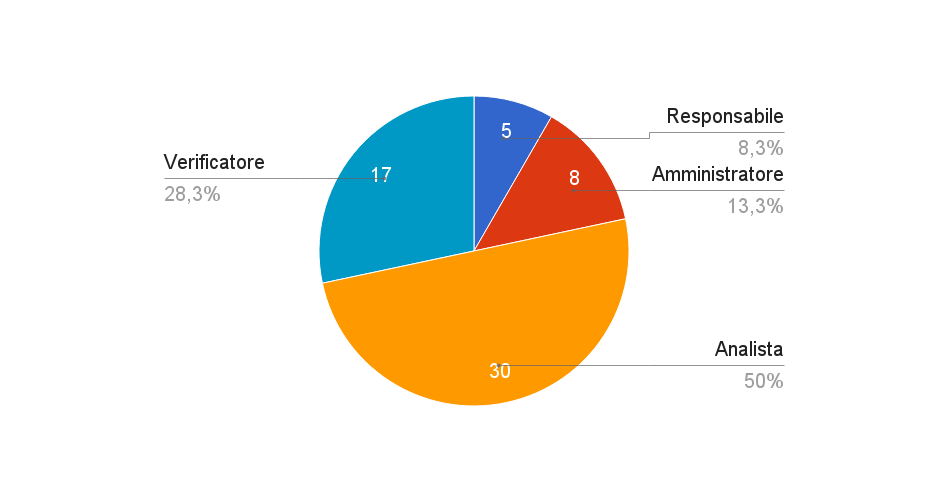 5
Responsabile
8,3%
Verificatore
28,3%
17
8
Amministratore
13,3%
Analista
50%
30